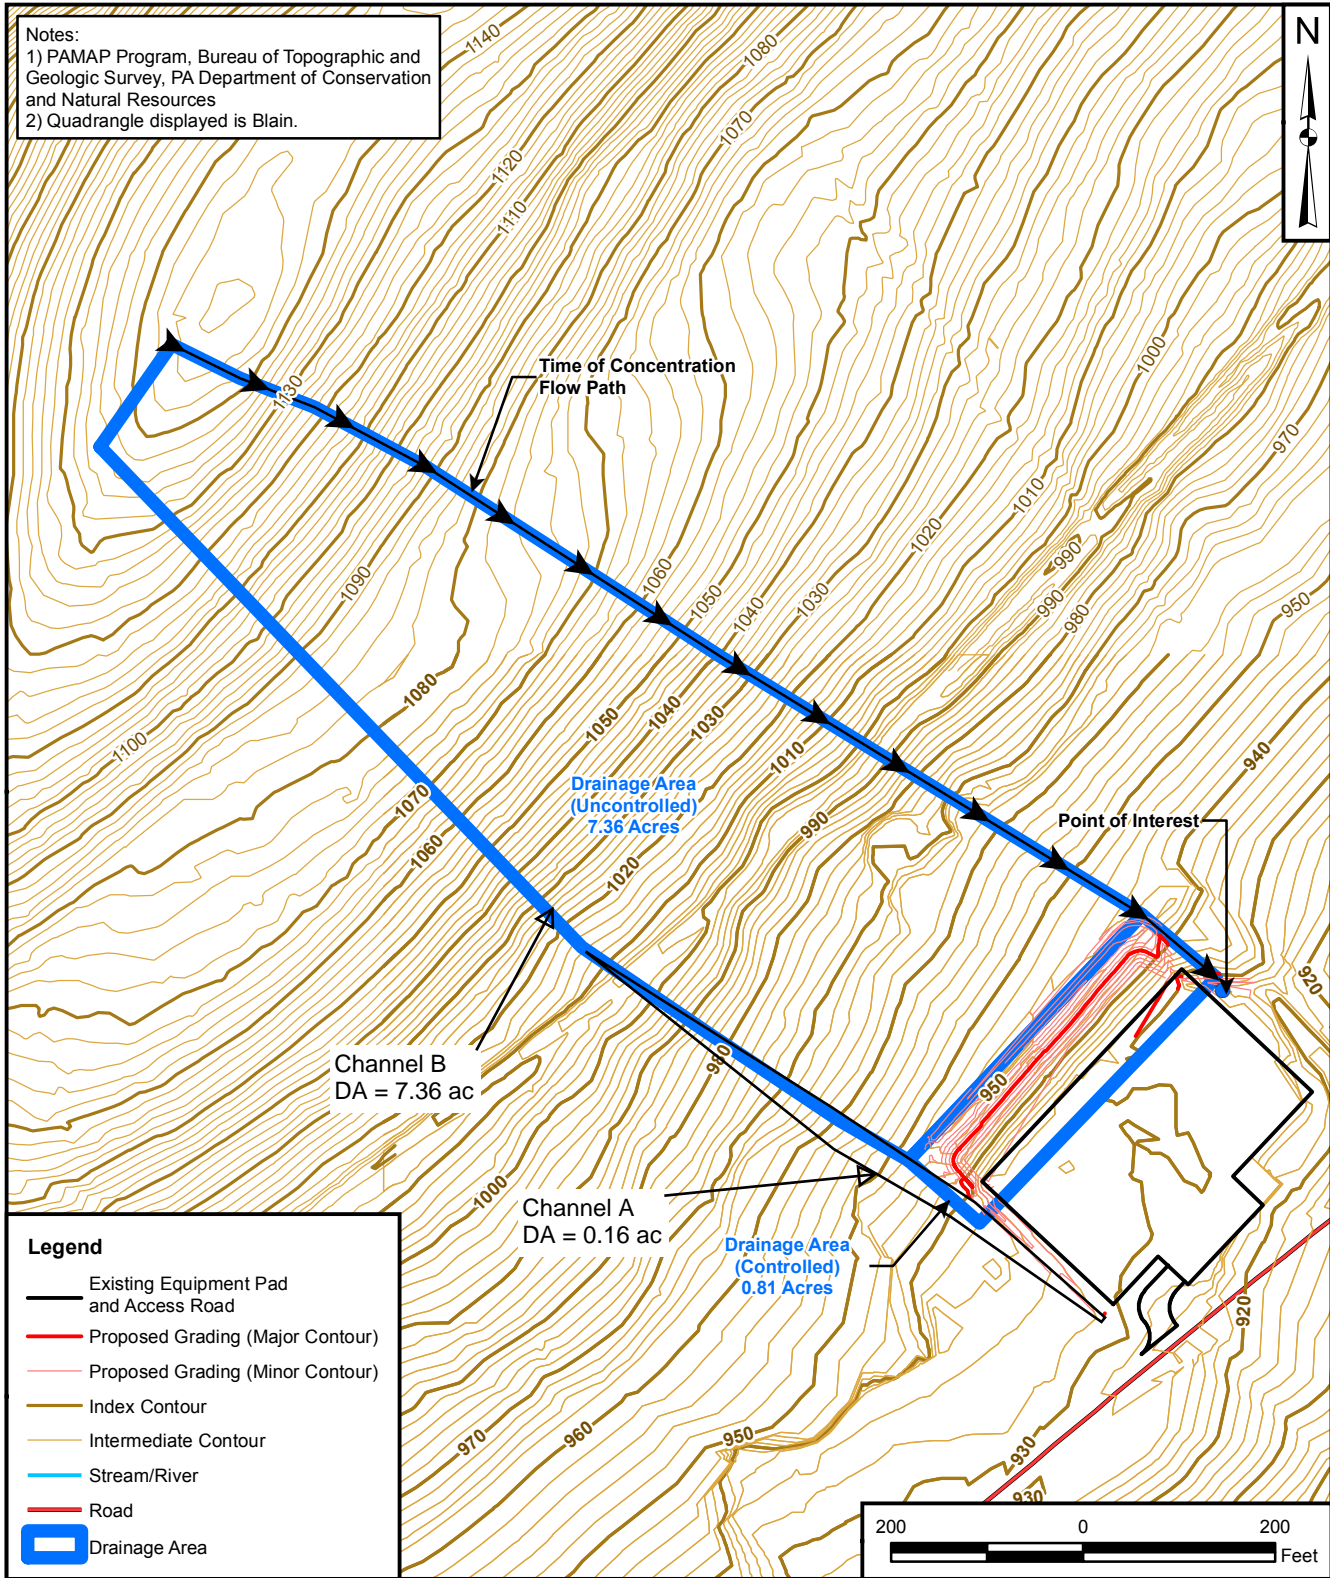 Notes:
1) PAMAP Program, Bureau of Topographic and
Geologic Survey, PA Department of Conservation
and Natural Resources
2) Quadrangle displayed is Blain.
N
1140
1080
1070
1120
1110
1000
970
1130
Time of Concentration
Flow Path
1010
1020
990
990
980
950
1090
1060
1050
1040
1030
1080
1050
1040
1030
1010
940
1100
Drainage Area
(Uncontrolled)
7.36 Acres
1070
1060
990
1020
Point of Interest
920
Channel B
DA = 7.36 ac
980
950
1000
Channel A
DA = 0.16 ac
Drainage Area
(Controlled)
0.81 Acres
920
970
960
950
930
930
Legend
Existing Equipment Pad
and Access Road
Proposed Grading (Major Contour)
Proposed Grading (Minor Contour)
Index Contour
Intermediate Contour
Stream/River
Road
Drainage Area
200 0 200
Feet